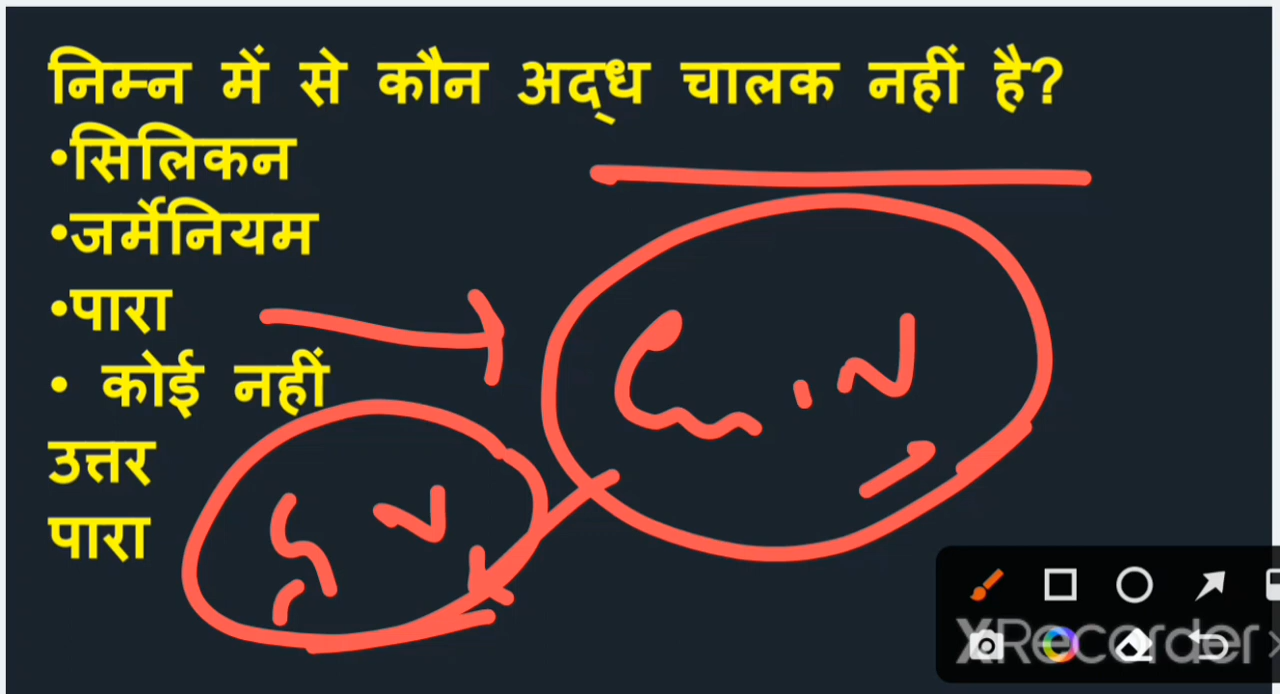 निम्न में से कौन अद्ध चालक नहीं है?
•सिलिकन
•जर्मेनियम
•पारा
• कोई नहीं
उत्तर
पारा
XRecorder